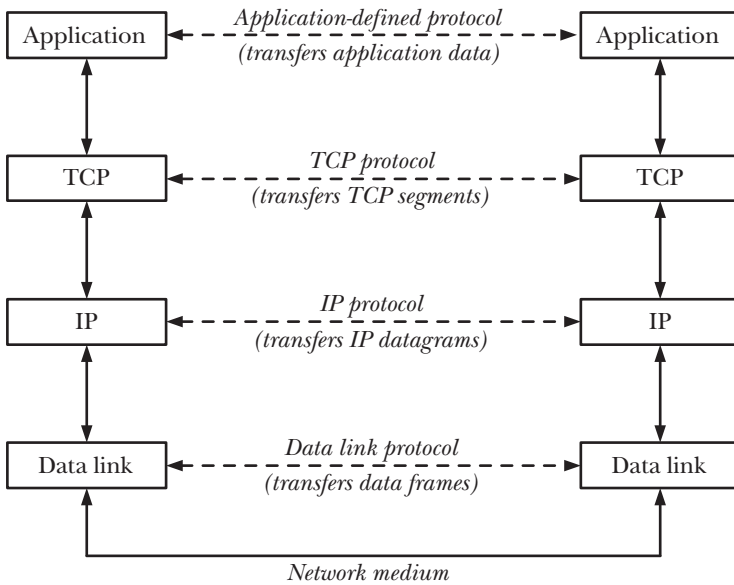 Application-defined protocol
Application
Application
(transfers application data)
TCP protocol
TCP
TCP
(transfers TCP segments)
IP protocol
IP
IP
(transfers IP datagrams)
Data link protocol
Data link
Data link
(transfers data frames)
Network medium